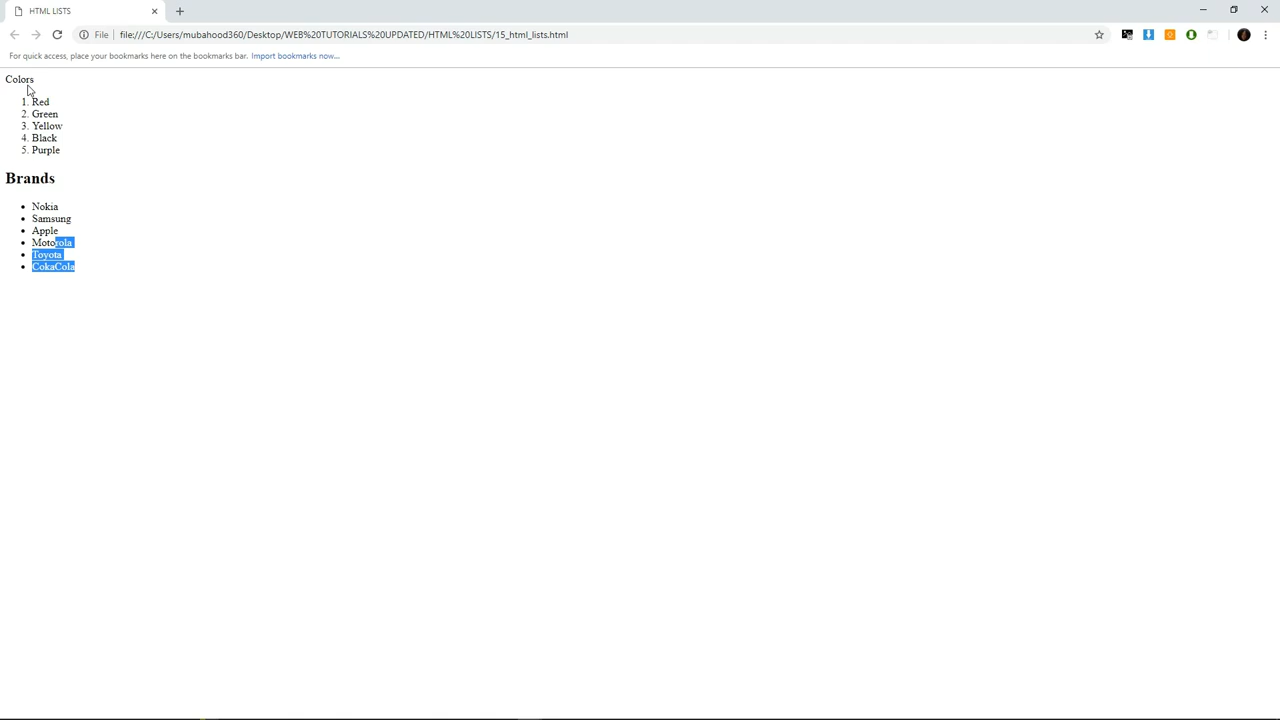 HTML LISTS
File | file:///C:/Users/mubahood360/Desktop/WEB%20TUTORIALS%20UPDATED/HTML%20LISTS/15_html_lists.html
For quick access, place your bookmarks here on the bookmarks bar. Import bookmarks now...
Colors
1. Red
2. Green
3. Yellow
4. Black
5. Purple
Brands
• Nokia
• Samsung
• Apple
• Motorola
• Toyota
• CokaCola